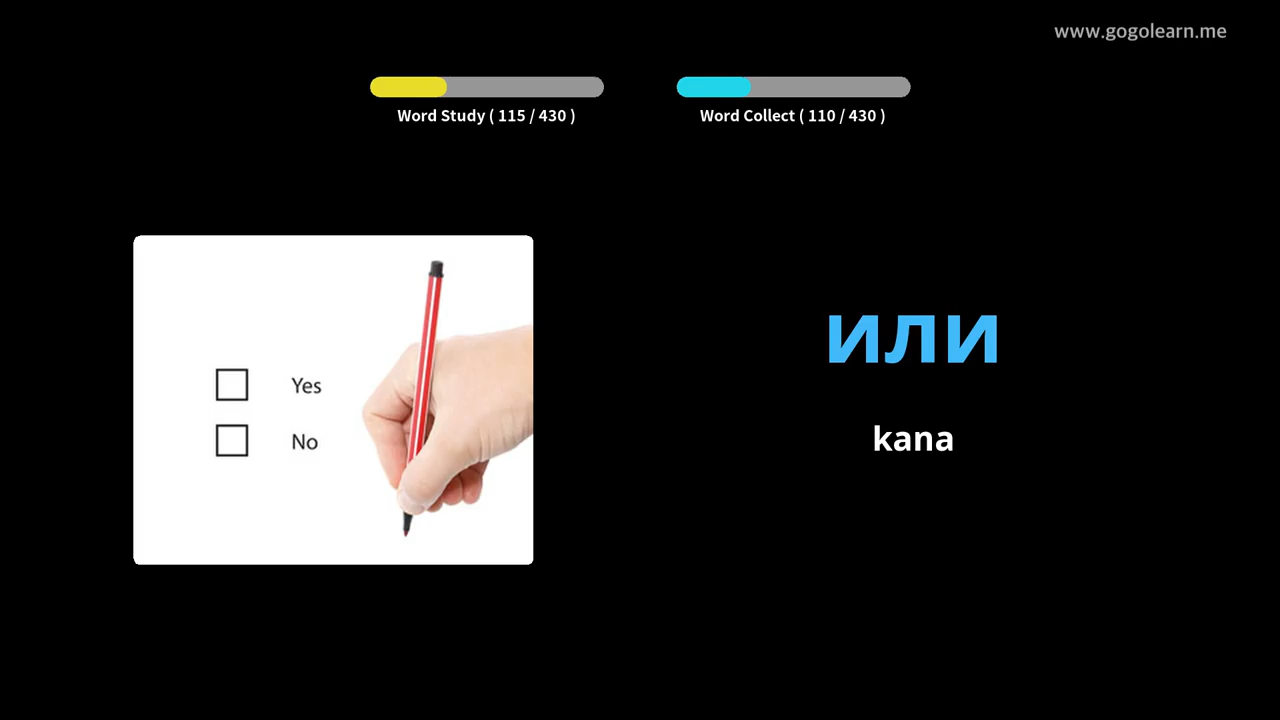 www.gogolearn.me
Word Study ( 115 / 430 )
Word Collect ( 110 / 430 )
Yes
No
или
kana